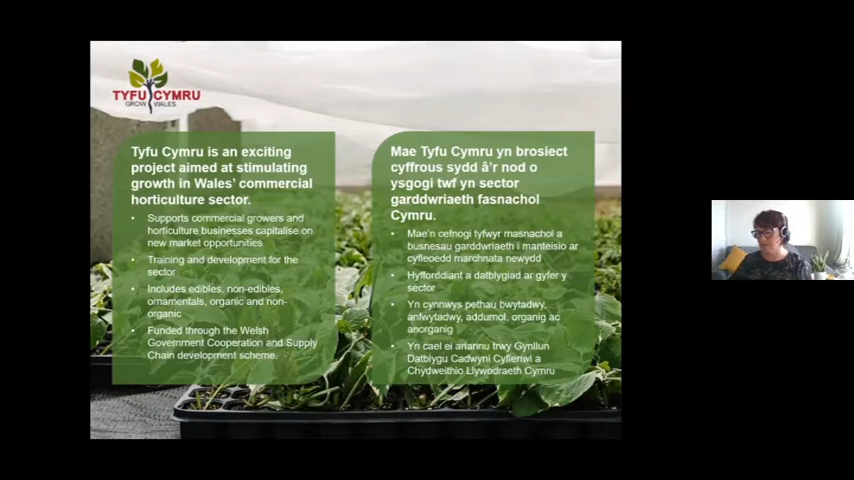 TYFU CYMRU
GROW WALES
Tyfu Cymru is an exciting
project aimed at stimulating
growth in Wales' commercial
horticulture sector.
• Supports commercial growers and
horticulture businesses capitalise on
new market opportunities
• Training and development for the
sector
• Includes edibles, non-edibles,
ornamentals, organic and non-
organic
• Funded through the Welsh
Government Cooperation and Supply
Chain development scheme.
Mae Tyfu Cymru yn brosiect
cyffrous sydd â'r nod o
ysgogi twf yn sector
garddwriaeth fasnachol
Cymru.
• Mae'n cefnogi tyfwyr masnachol a
busnesau garddwriaeth i manteisio ar
cyfleoedd marchnata newydd
• Hyfforddiant a datblygiad ar gyfer y
sector
• Yn cynnwys pethau bwytadwy,
anfwytadwy, addurnol, organig ac
anorganig
• Yn cael ei ariannu trwy Gynllun
Datblygu Cadwyni Cyflenwi a
Chydweithio Llywodraeth Cymru